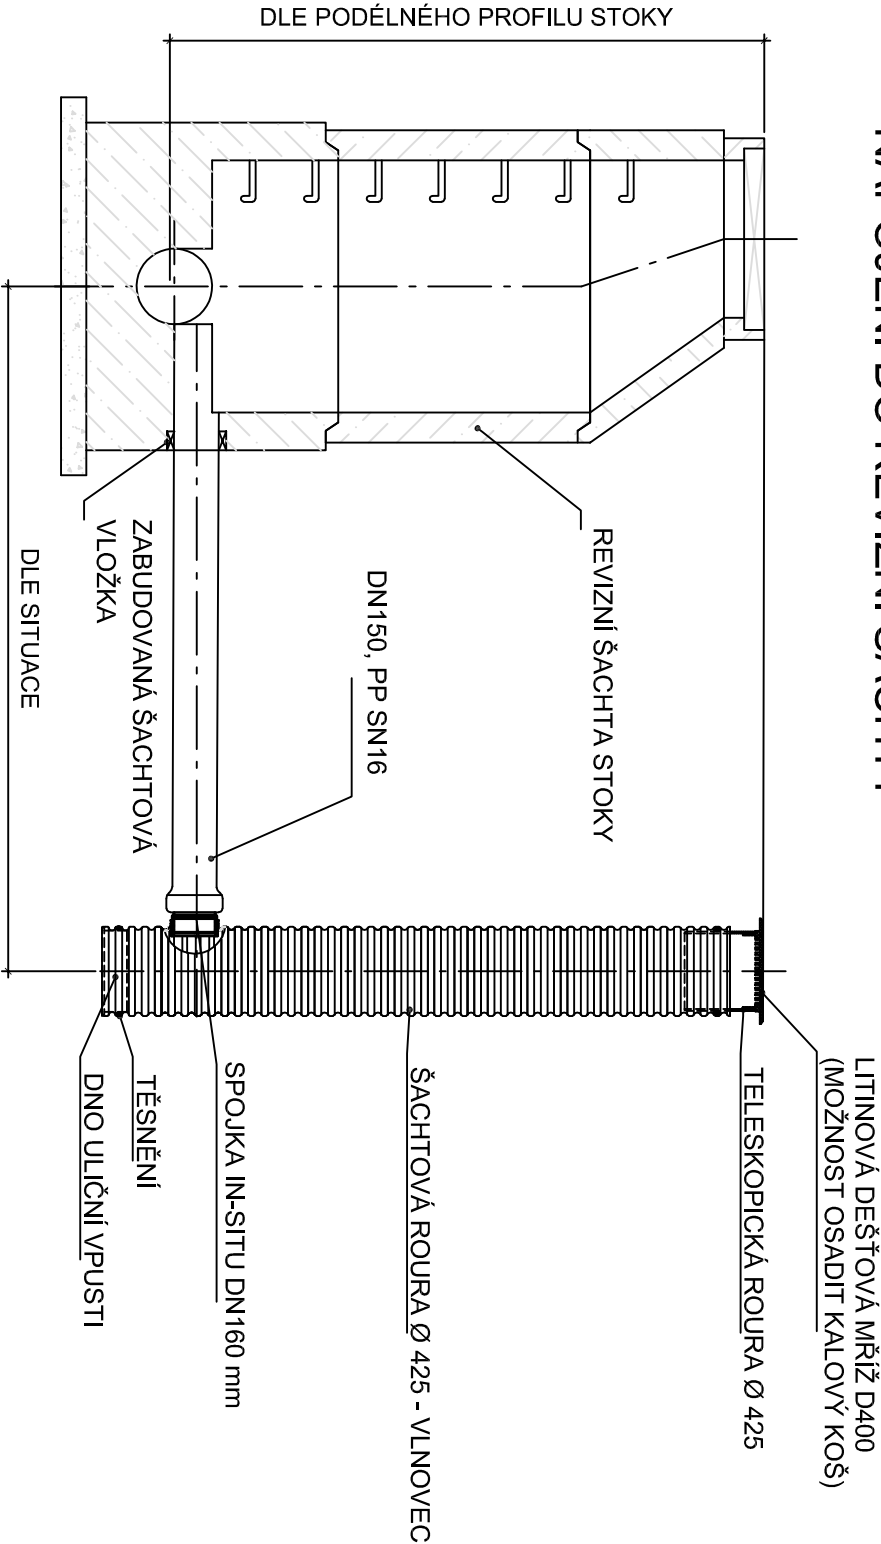 LITINOVÁ DEŠŤOVÁ MŘÍŽ D400
(MOŽNOST OSADIT KALOVÝ KOŠ)
TELESKOPICKÁ ROURA Ø 425
REVIZNÍ ŠACHTA STOKY
ŠACHTOVÁ ROURA Ø 425 - VLNOVEC
DLE PODÉLNÉHO PROFILU STOKY
DN150, PP SN16
SPOJKA IN-SITU DN160 mm
ZABUDOVANÁ ŠACHTOVÁ
VLOŽKA
TĚSNĚNÍ
DNO ULIČNÍ VPUSTI
DLE SITUACE